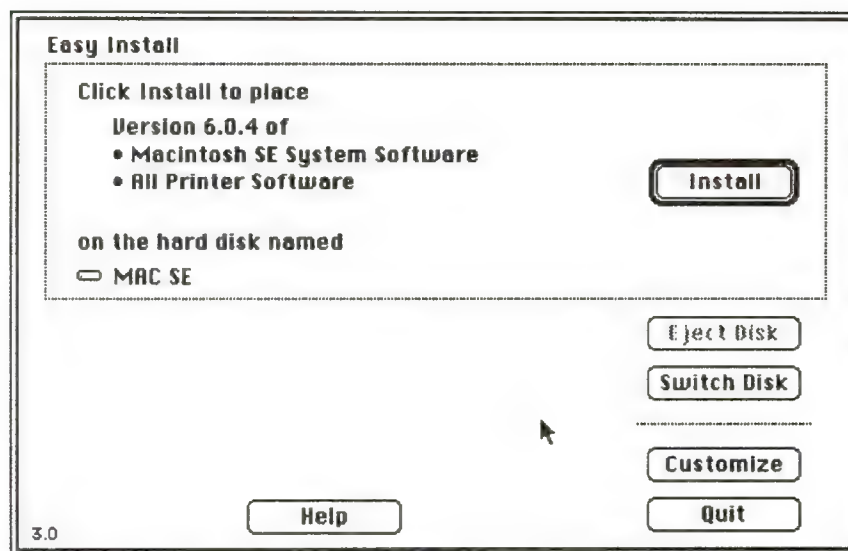 Easy Install
Click Install to place
Version 6.0.4 of
• Macintosh SE System Software
• All Printer Software
Install
on the hard disk named
MAC SE
Eject Disk
Switch Disk
Customize
Help
Quit
3.0